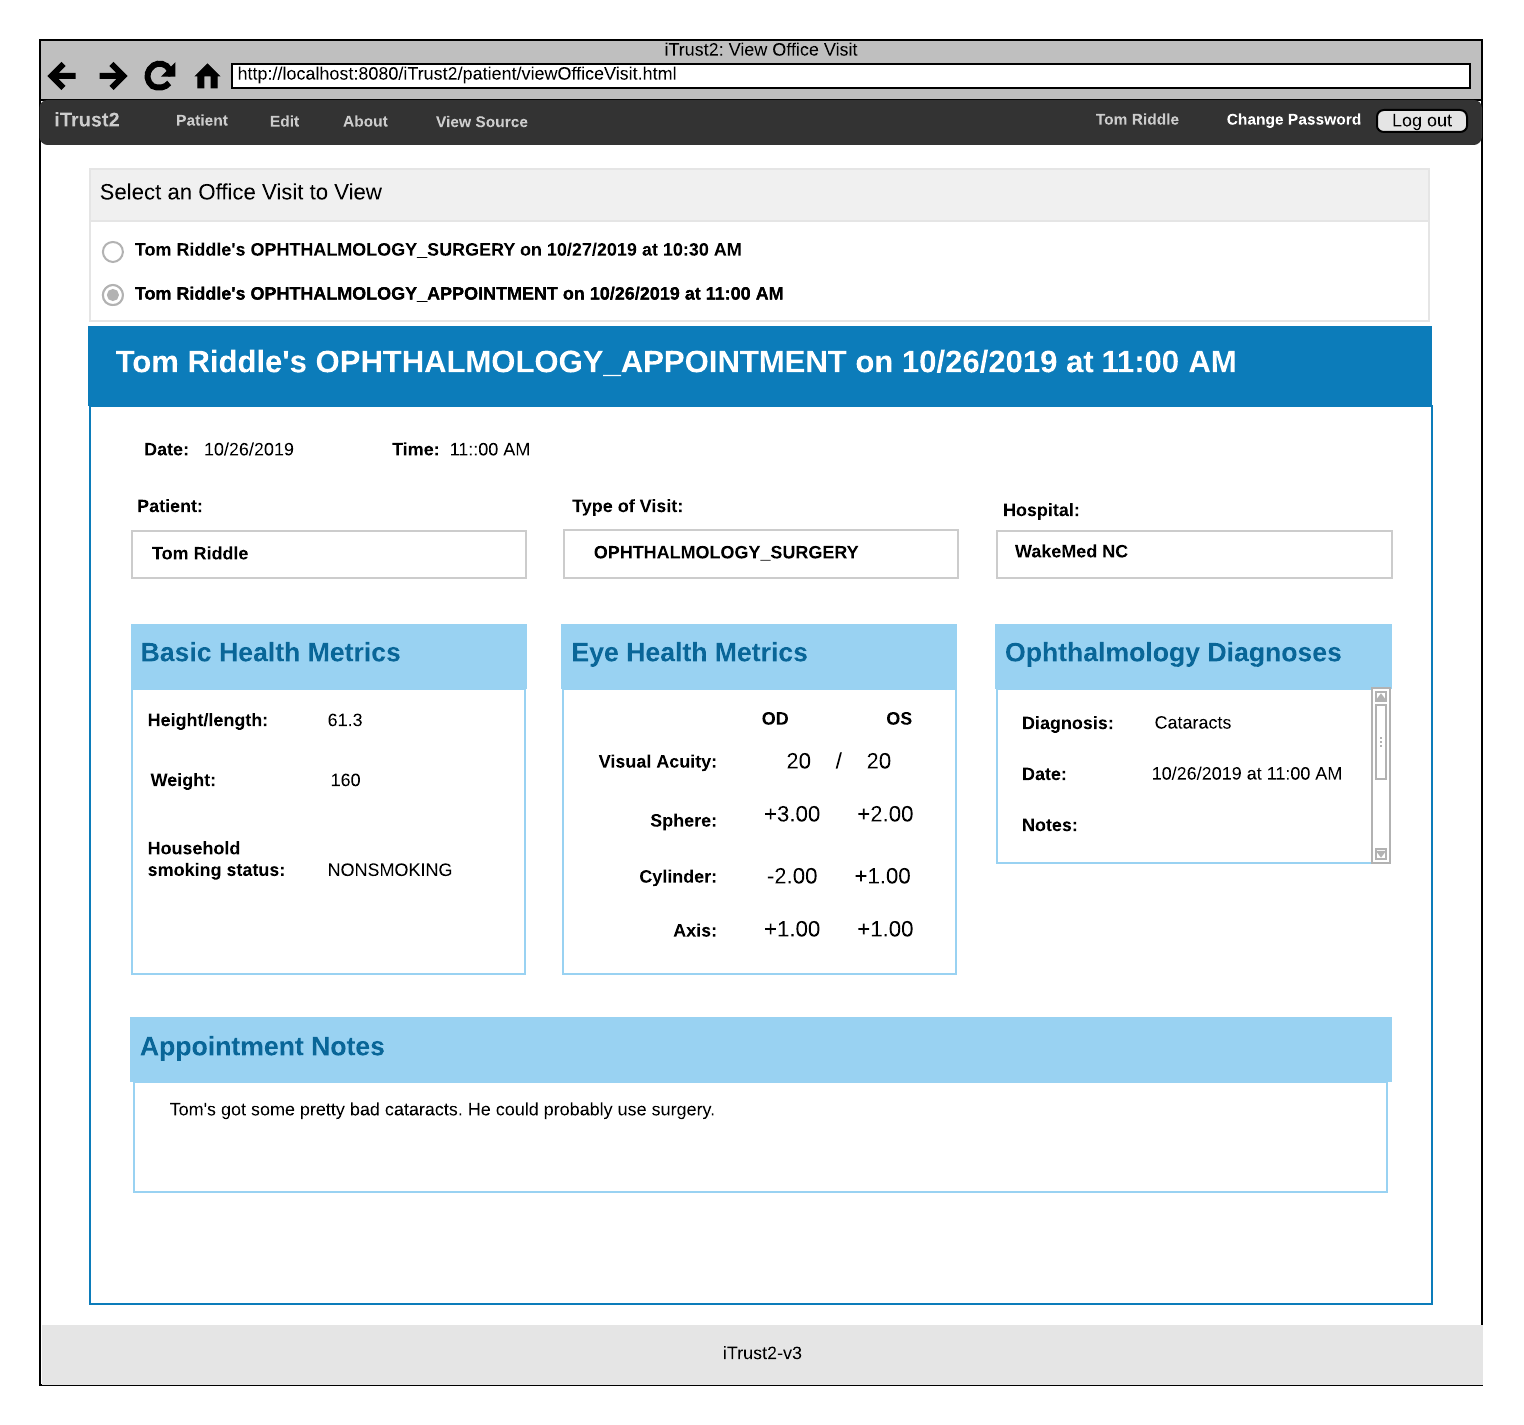 iTrust2: View Office Visit
http://localhost:8080/iTrust2/patient/viewOfficeVisit.html
iTrust2 Patient Edit About View Source Tom Riddle Change Password Log out
Select an Office Visit to View
Tom Riddle's OPHTHALMOLOGY_SURGERY on 10/27/2019 at 10:30 AM
Tom Riddle's OPHTHALMOLOGY_APPOINTMENT on 10/26/2019 at 11:00 AM
Tom Riddle's OPHTHALMOLOGY_APPOINTMENT on 10/26/2019 at 11:00 AM
Date: 10/26/2019 Time: 11::00 AM
Patient: Type of Visit: Hospital:
Tom Riddle OPHTHALMOLOGY_SURGERY WakeMed NC
Basic Health Metrics
Height/length: 61.3
Weight: 160
Household
smoking status: NONSMOKING
Eye Health Metrics
OD OS
Visual Acuity: 20 / 20
Sphere: +3.00 +2.00
Cylinder: -2.00 +1.00
Axis: +1.00 +1.00
Ophthalmology Diagnoses
Diagnosis: Cataracts
Date: 10/26/2019 at 11:00 AM
Notes:
Appointment Notes
Tom's got some pretty bad cataracts. He could probably use surgery.
iTrust2-v3